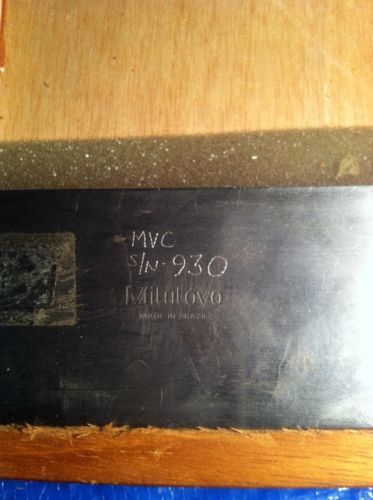 MVC
S/N. 930
Mitutoyo
MADE IN BRAZIL